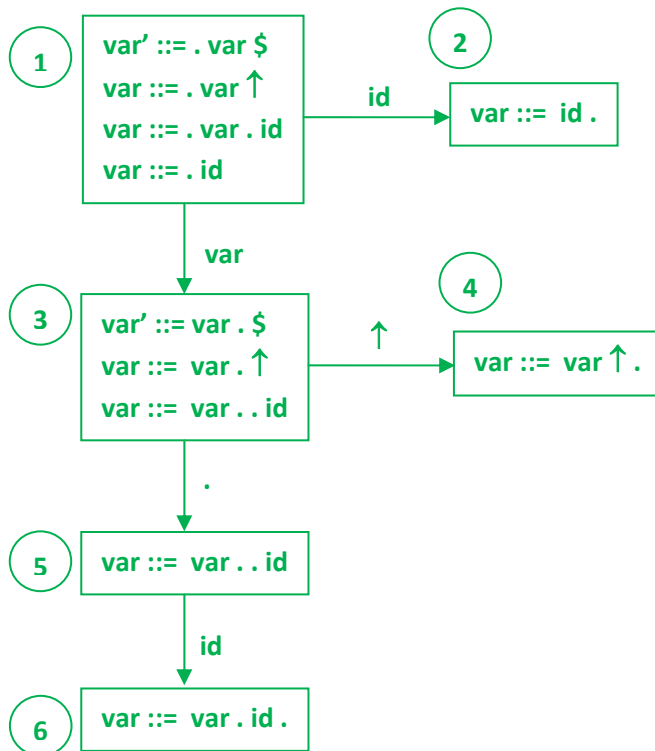 1
var’ ::= . var $
var ::= . var ↑
var ::= . var . id
var ::= . id
id
2
var ::= id .
var
3
var’ ::= var . $
var ::= var . ↑
var ::= var . . id
↑
4
var ::= var ↑ .
.
5
var ::= var . . id
id
6
var ::= var . id .